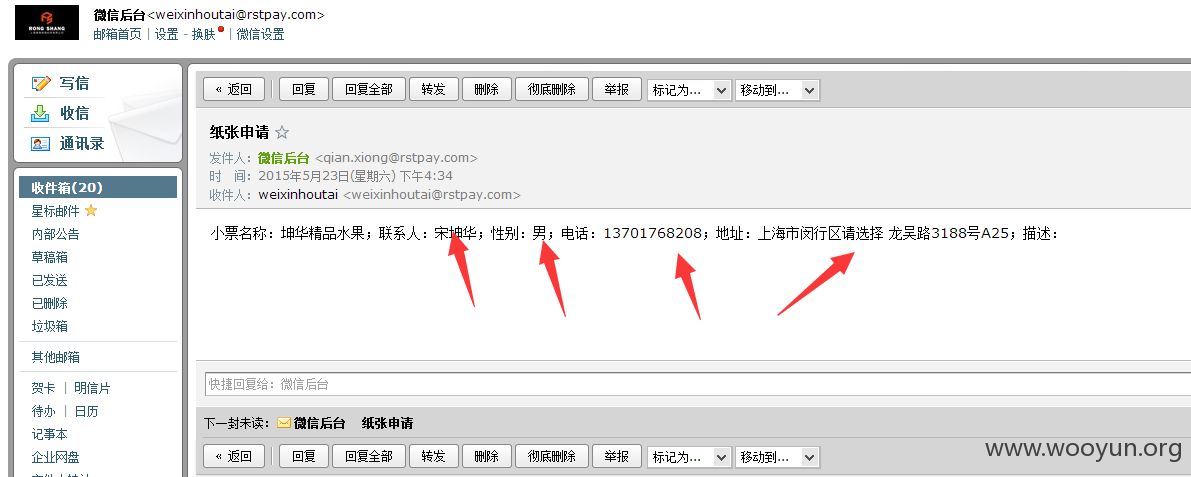 RONG SHANG
微信后台<weixinhoutai@rstpay.com>
邮箱首页 | 设置 - 换肤 | 微信设置
写信
收信
通讯录
收件箱(20)
星标邮件
内部公告
草稿箱
已发送
已删除
垃圾箱
其他邮箱
贺卡 | 明信片
待办 | 日历
记事本
企业网盘
« 返回 回复 回复全部 转发 删除 彻底删除 举报 标记为... 移动到...
纸张申请
发件人：微信后台 <qian.xiong@rstpay.com>
时 间：2015年5月23日(星期六) 下午4:34
收件人：weixinhoutai <weixinhoutai@rstpay.com>
小票名称：坤华精品水果；联系人：宋坤华；性别：男；电话：13701768208；地址：上海市闵行区请选择 龙吴路3188号A25；描述：
快捷回复给：微信后台
下一封未读： 微信后台 纸张申请
« 返回 回复 回复全部 转发 删除 彻底删除 举报 标记为... 移动到...
www.wooyun.org